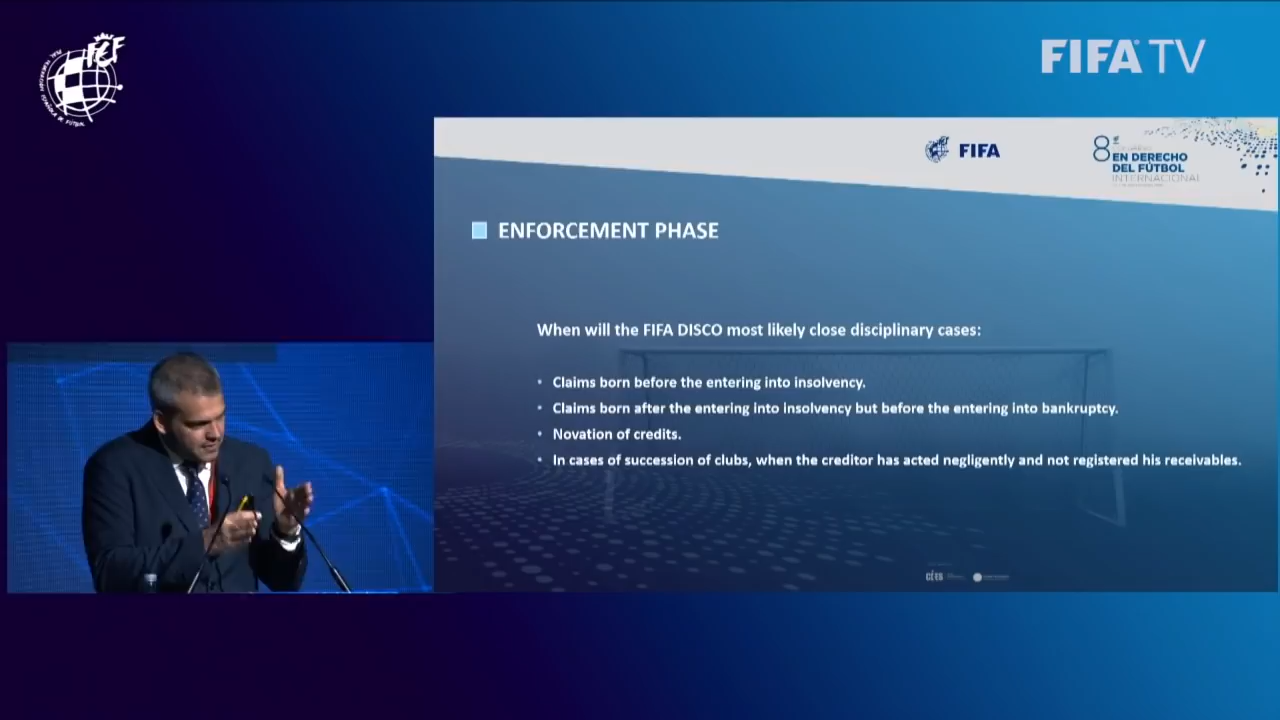 FIFA TV
FIFA
8
EN DERECHO
DEL FÚTBOL
INTERNACIONAL
ENFORCEMENT PHASE
When will the FIFA DISCO most likely close disciplinary cases:
• Claims born before the entering into insolvency.
• Claims born after the entering into insolvency but before the entering into bankruptcy.
• Novation of credits.
• In cases of succession of clubs, when the creditor has acted negligently and not registered his receivables.